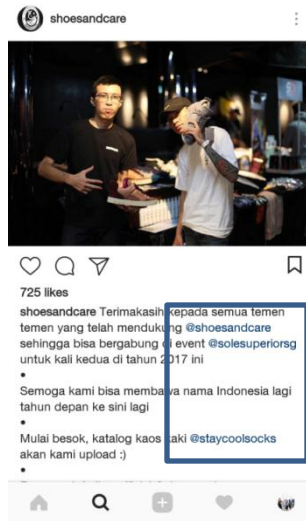 shoesandcare
725 likes
shoesandcare Terimakasih kepada semua temen
temen yang telah mendukung @shoesandcare
sehingga bisa bergabung di event @solesuperiorsg
untuk kali kedua di tahun 2017 ini
•
Semoga kami bisa membawa nama Indonesia lagi
tahun depan ke sini lagi
•
Mulai besok, katalog kaos kaki @staycoolsocks
akan kami upload :)
•